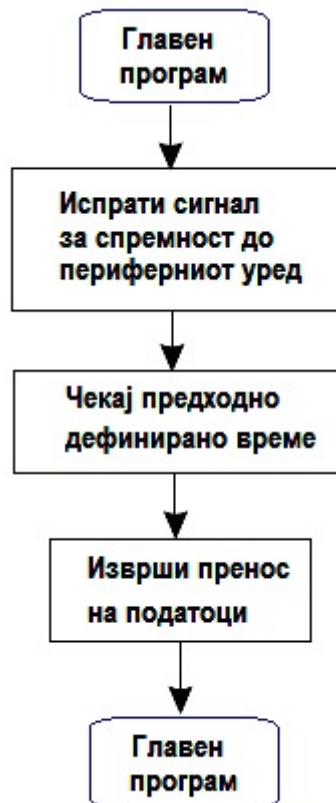 Главен
програм
Испрати сигнал
за спремност до
периферниот уред
Чекај предходно
дефинирано време
Изврши пренос
на податоци
Главен
програм